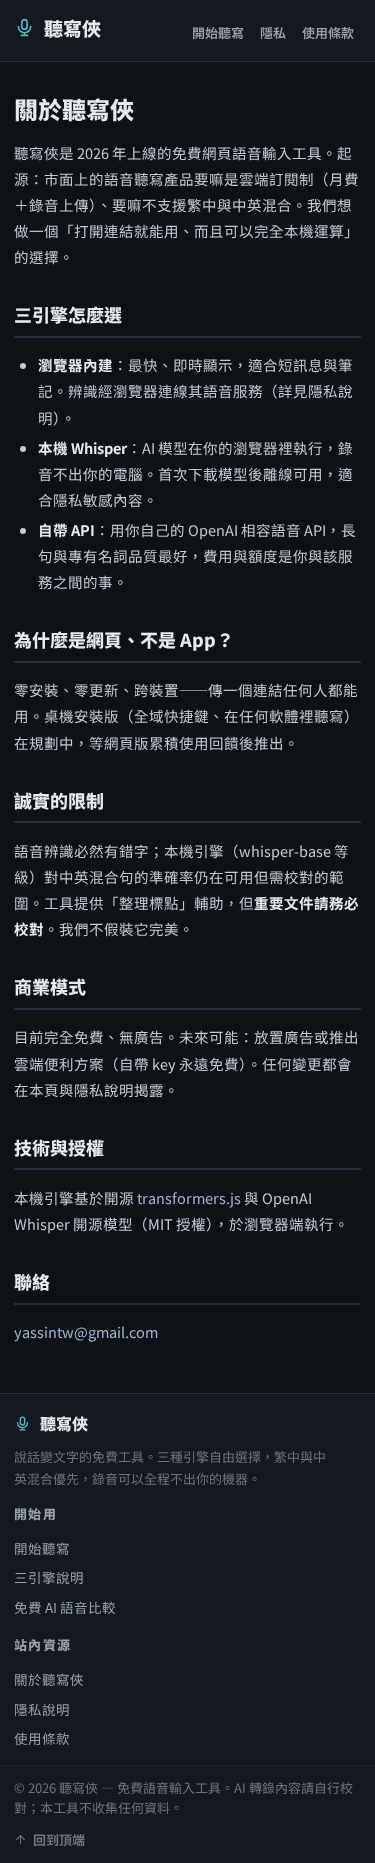 聽寫俠
開始聽寫 隱私 使用條款
關於聽寫俠
聽寫俠是 2026 年上線的免費網頁語音輸入工具。起
源：市面上的語音聽寫產品要嘛是雲端訂閱制（月費
＋錄音上傳）、要嘛不支援繁中與中英混合。我們想
做一個「打開連結就能用、而且可以完全本機運算」
的選擇。
三引擎怎麼選
瀏覽器內建：最快、即時顯示，適合短訊息與筆
記。辨識經瀏覽器連線其語音服務（詳見隱私說
明）。
本機 Whisper：AI 模型在你的瀏覽器裡執行，錄
音不出你的電腦。首次下載模型後離線可用，適
合隱私敏感內容。
自帶 API：用你自己的 OpenAI 相容語音 API，長
句與專有名詞品質最好，費用與額度是你與該服
務之間的事。
為什麼是網頁、不是 App？
零安裝、零更新、跨裝置——傳一個連結任何人都能
用。桌機安裝版（全域快捷鍵、在任何軟體裡聽寫）
在規劃中，等網頁版累積使用回饋後推出。
誠實的限制
語音辨識必然有錯字；本機引擎（whisper-base 等
級）對中英混合句的準確率仍在可用但需校對的範
圍。工具提供「整理標點」輔助，但重要文件請務必
校對。我們不假裝它完美。
商業模式
目前完全免費、無廣告。未來可能：放置廣告或推出
雲端便利方案（自帶 key 永遠免費）。任何變更都會
在本頁與隱私說明揭露。
技術與授權
本機引擎基於開源 transformers.js 與 OpenAI
Whisper 開源模型（MIT 授權），於瀏覽器端執行。
聯絡
yassintw@gmail.com
聽寫俠
說話變文字的免費工具。三種引擎自由選擇，繁中與中
英混合優先，錄音可以全程不出你的機器。
開始用
開始聽寫
三引擎說明
免費 AI 語音比較
站內資源
關於聽寫俠
隱私說明
使用條款
© 2026 聽寫俠 — 免費語音輸入工具。AI 轉錄內容請自行校
對；本工具不收集任何資料。
↑ 回到頂端